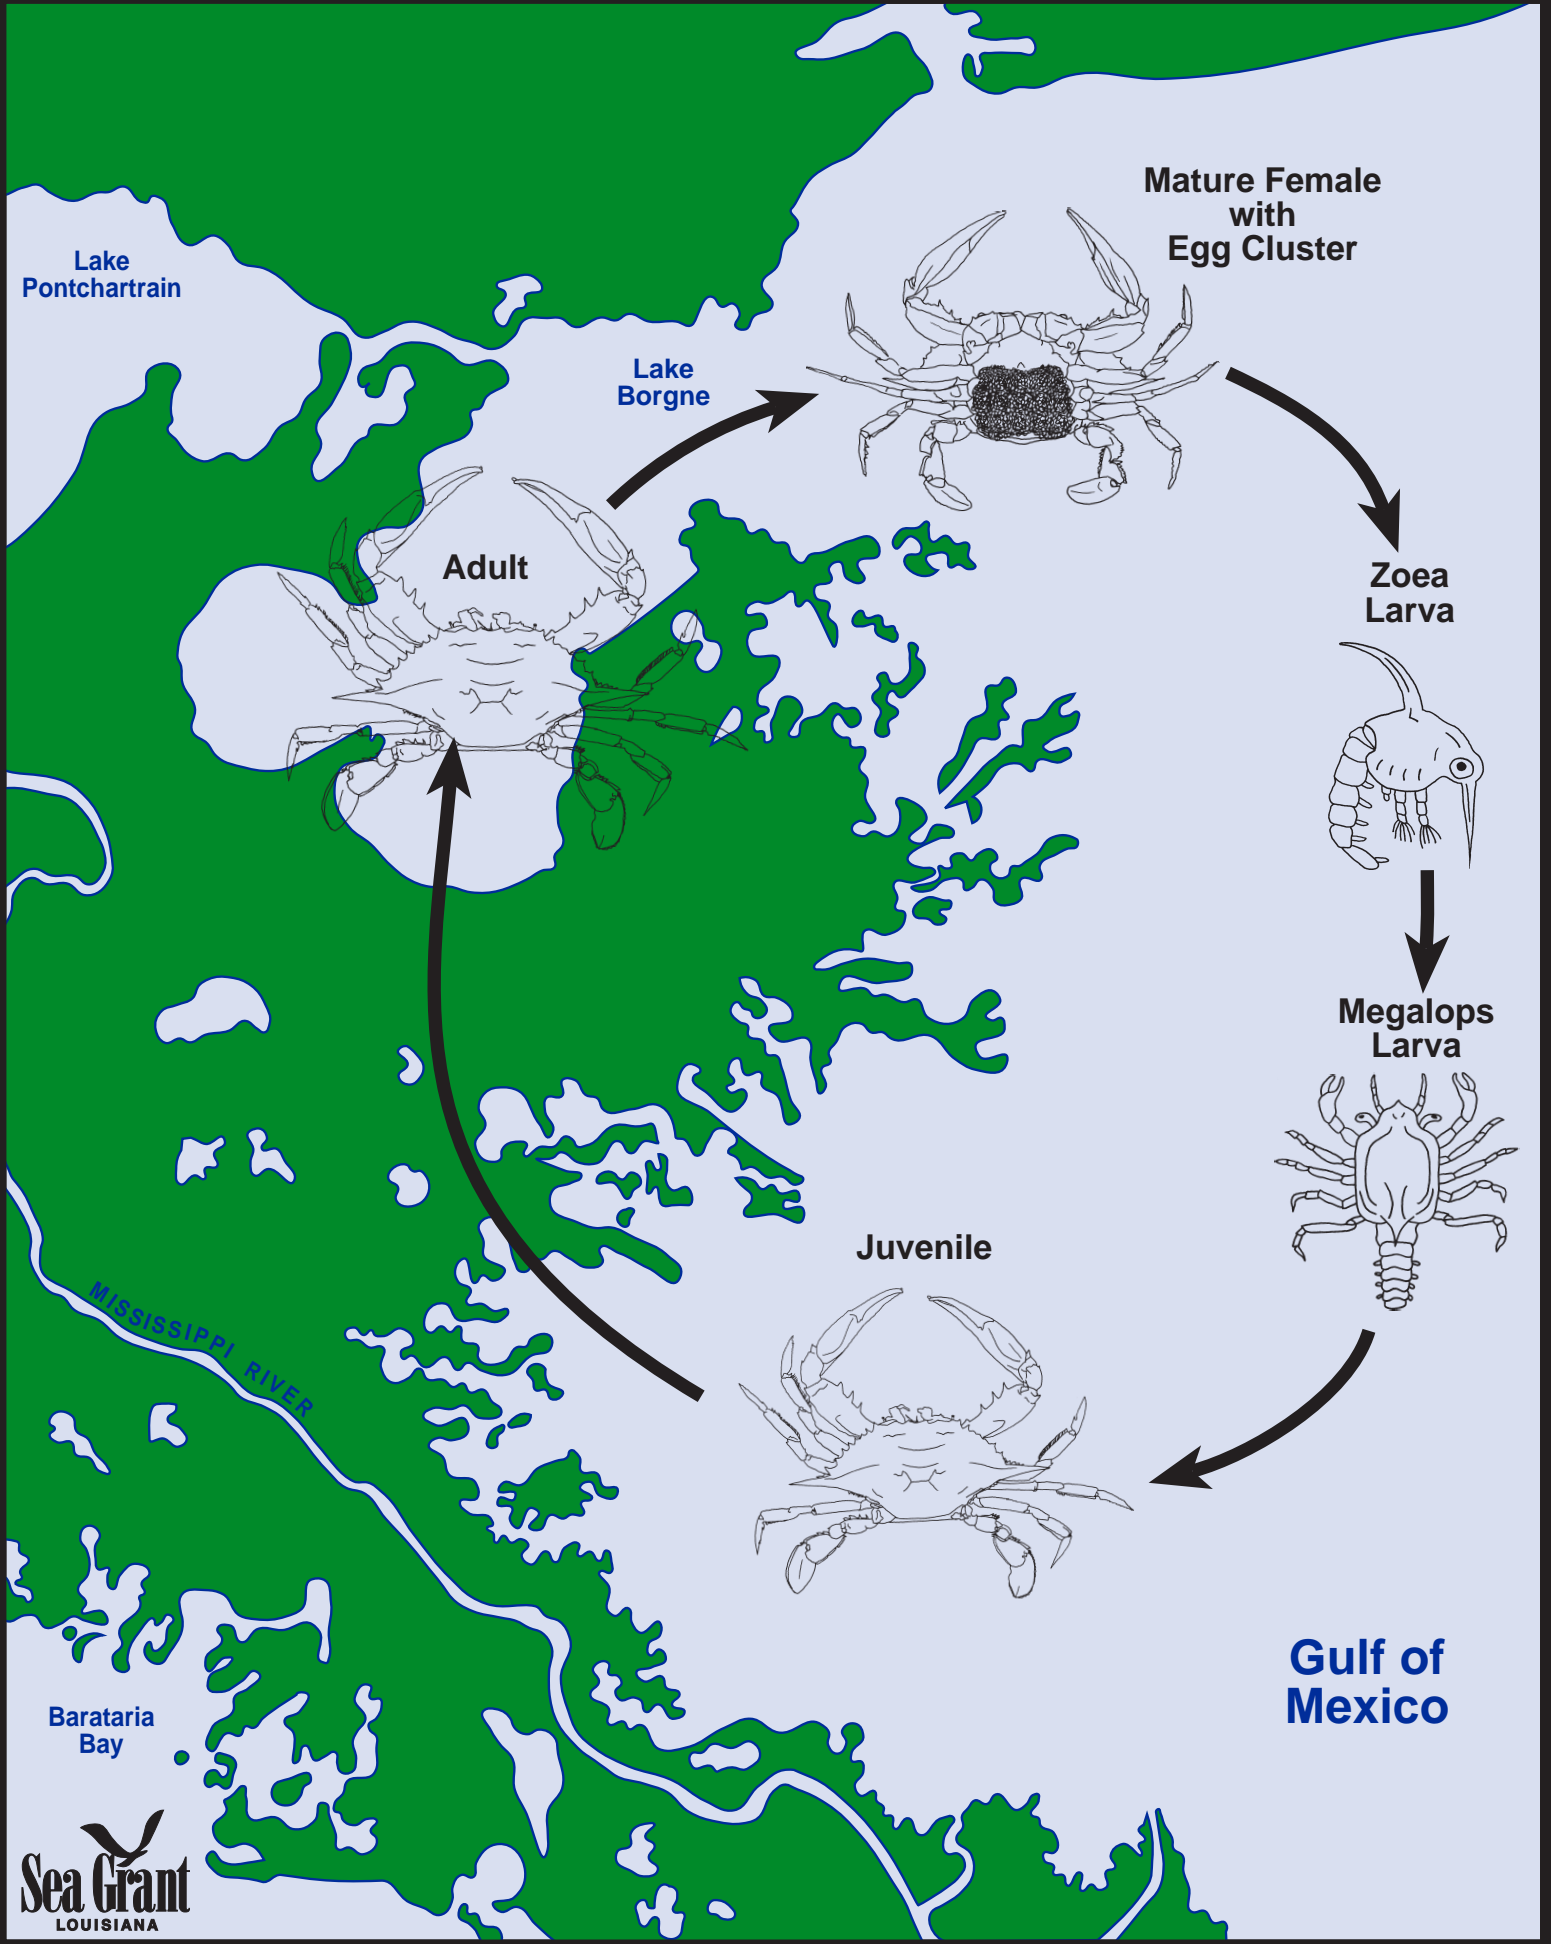 Mature Female
with
Egg Cluster
Lake
Pontchartrain
Lake
Borgne
Adult
Zoea
Larva
Megalops
Larva
Juvenile
MISSISSIPPI RIVER
Gulf of
Mexico
Barataria
Bay
Sea Grant
LOUISIANA